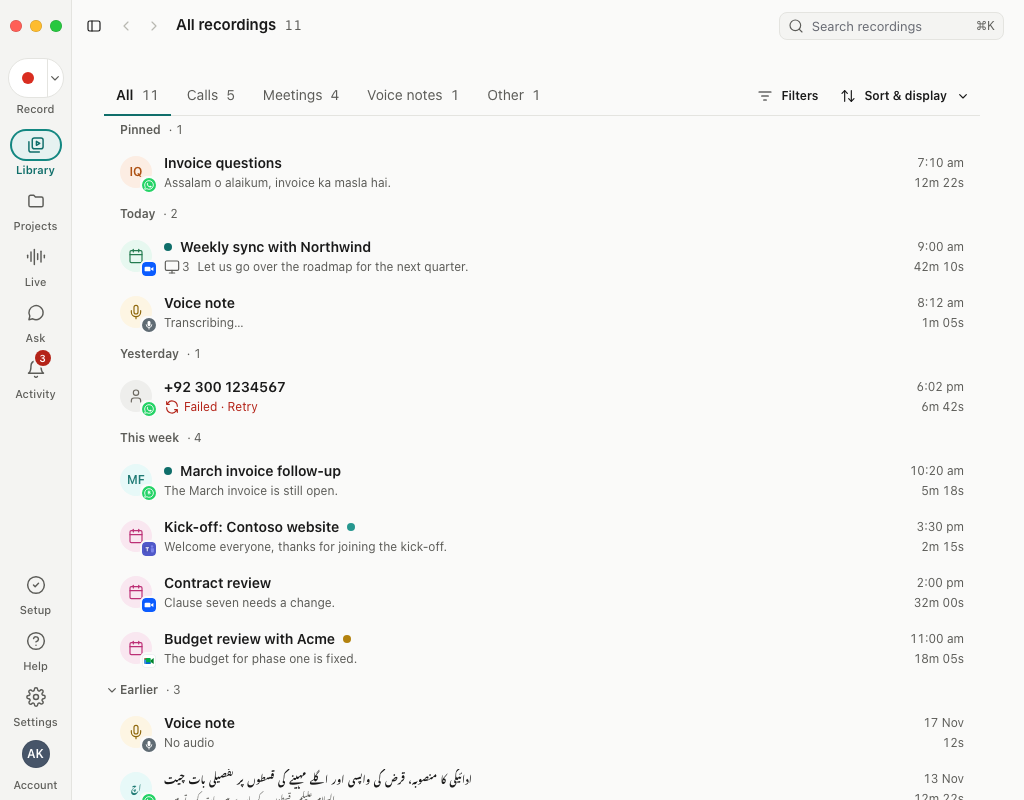 All recordings 11
Search recordings ⌘K
Record
Library
Projects
Live
Ask
3
Activity
Setup
Help
Settings
AK
Account
All 11 Calls 5 Meetings 4 Voice notes 1 Other 1
Filters Sort & display
Pinned · 1
IQ
Invoice questions 7:10 am
Assalam o alaikum, invoice ka masla hai. 12m 22s
Today · 2
Weekly sync with Northwind 9:00 am
3 Let us go over the roadmap for the next quarter. 42m 10s
Voice note 8:12 am
Transcribing… 1m 05s
Yesterday · 1
+92 300 1234567 6:02 pm
Failed · Retry 6m 42s
This week · 4
MF
March invoice follow-up 10:20 am
The March invoice is still open. 5m 18s
Kick-off: Contoso website 3:30 pm
Welcome everyone, thanks for joining the kick-off. 2m 15s
Contract review 2:00 pm
Clause seven needs a change. 32m 00s
Budget review with Acme 11:00 am
The budget for phase one is fixed. 18m 05s
Earlier · 3
Voice note 17 Nov
No audio 12s
ادائیگی کا منصوبہ، قرض کی واپسی اور اگلے مہینے کی قسطوں پر تفصیلی بات چیت 13 Nov
12m 22s